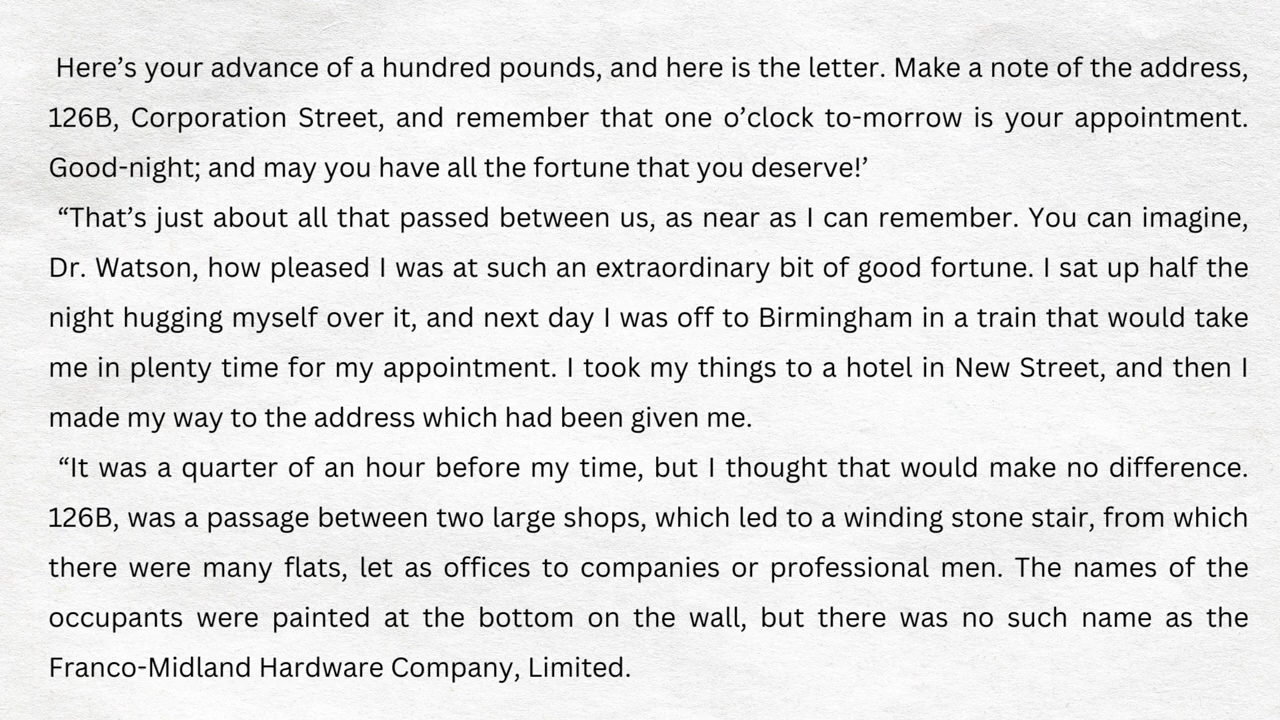 Here’s your advance of a hundred pounds, and here is the letter. Make a note of the address,
126B, Corporation Street, and remember that one o’clock to-morrow is your appointment.
Good-night; and may you have all the fortune that you deserve!’
“That’s just about all that passed between us, as near as I can remember. You can imagine,
Dr. Watson, how pleased I was at such an extraordinary bit of good fortune. I sat up half the
night hugging myself over it, and next day I was off to Birmingham in a train that would take
me in plenty time for my appointment. I took my things to a hotel in New Street, and then I
made my way to the address which had been given me.
“It was a quarter of an hour before my time, but I thought that would make no difference.
126B, was a passage between two large shops, which led to a winding stone stair, from which
there were many flats, let as offices to companies or professional men. The names of the
occupants were painted at the bottom on the wall, but there was no such name as the
Franco-Midland Hardware Company, Limited.